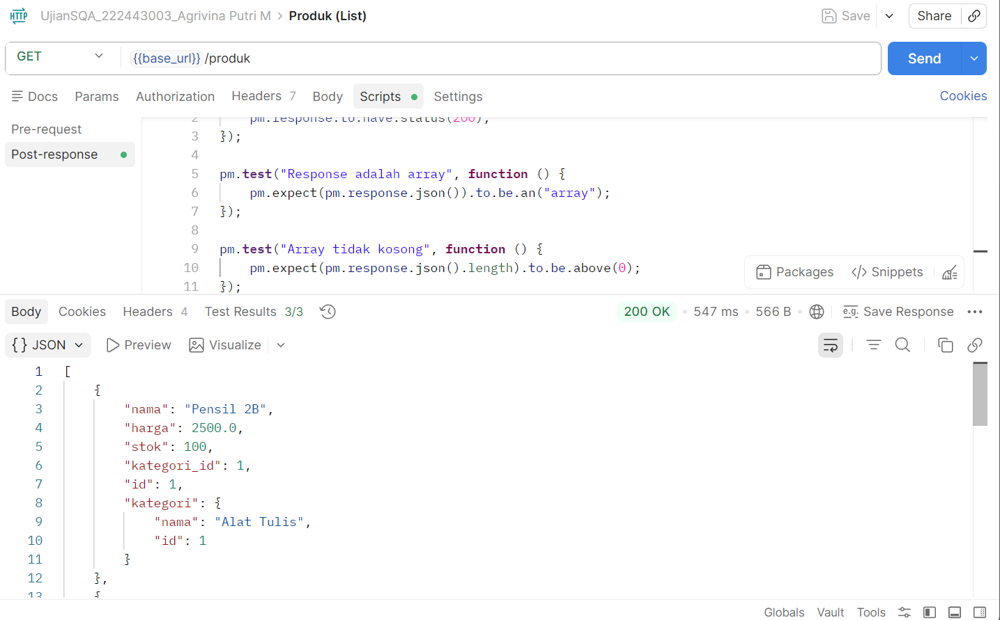 HTTP UjianSQA_222443003_Agrivina Putri M > Produk (List) Save Share
GET {{base_url}}/produk Send
Docs Params Authorization Headers 7 Body Scripts Settings Cookies
Pre-request
Post-response
2 pm.response.to.have.status(200);
3 });
4
5 pm.test("Response adalah array", function () {
6 pm.expect(pm.response.json()).to.be.an("array");
7 });
8
9 pm.test("Array tidak kosong", function () {
10 pm.expect(pm.response.json().length).to.be.above(0);
11 });
Packages </> Snippets
Body Cookies Headers 4 Test Results 3/3 200 OK • 547 ms • 566 B e.g. Save Response
{} JSON Preview Visualize
1 [
2 {
3 "nama": "Pensil 2B",
4 "harga": 2500.0,
5 "stok": 100,
6 "kategori_id": 1,
7 "id": 1,
8 "kategori": {
9 "nama": "Alat Tulis",
10 "id": 1
11 }
12 },
13 {
Globals Vault Tools